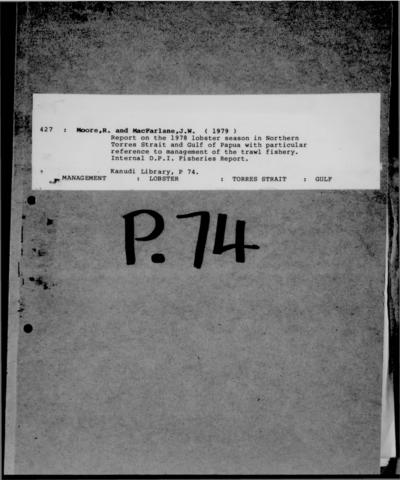 427 : Moore,R. and MacFarlane,J.W. ( 1979 )
Report on the 1978 lobster season in Northern
Torres Strait and Gulf of Papua with particular
reference to management of the trawl fishery.
Internal D.P.I. Fisheries Report.
Kanudi Library, P 74.
MANAGEMENT : LOBSTER : TORRES STRAIT : GULF
P.74